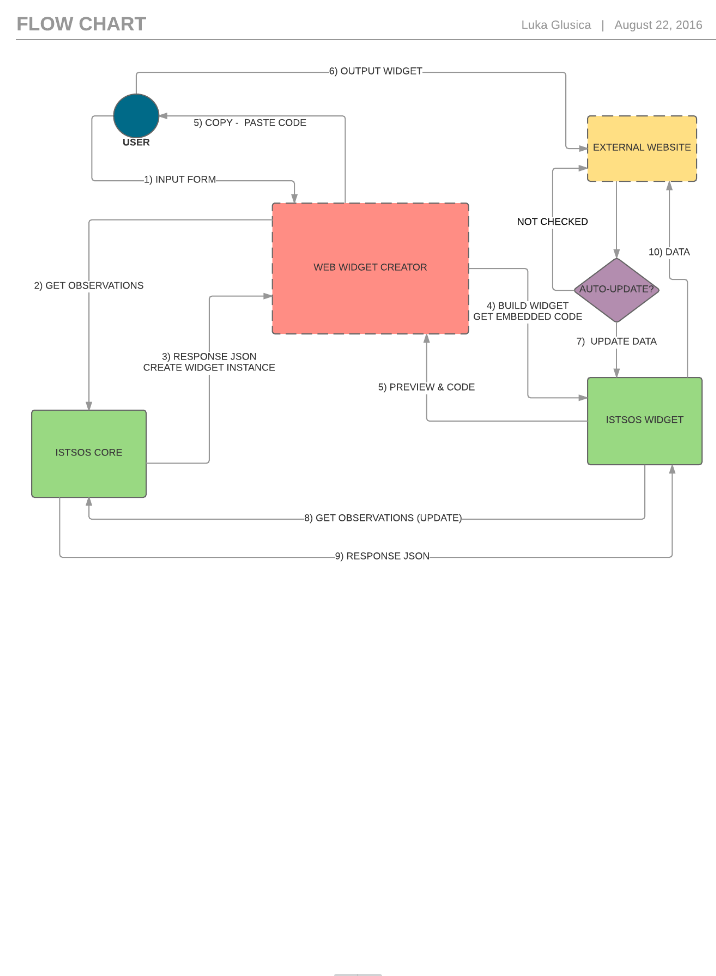 FLOW CHART
Luka Glusica | August 22, 2016
6) OUTPUT WIDGET
5) COPY - PASTE CODE
USER
EXTERNAL WEBSITE
1) INPUT FORM
NOT CHECKED
10) DATA
WEB WIDGET CREATOR
2) GET OBSERVATIONS
AUTO-UPDATE?
4) BUILD WIDGET
GET EMBEDDED CODE
7) UPDATE DATA
3) RESPONSE JSON
CREATE WIDGET INSTANCE
5) PREVIEW & CODE
ISTSOS WIDGET
ISTSOS CORE
8) GET OBSERVATIONS (UPDATE)
9) RESPONSE JSON